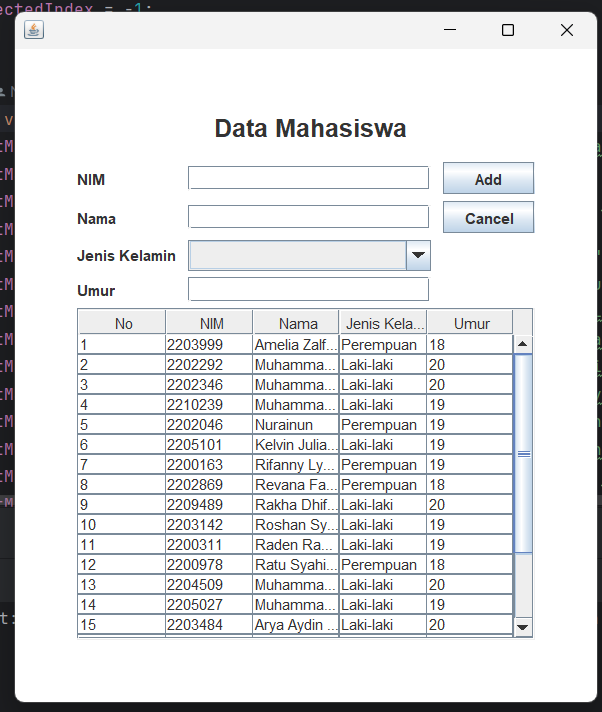 ectedIndex = -1;
Data Mahasiswa
NIM Add
Nama Cancel
Jenis Kelamin
Umur
No NIM Nama Jenis Kela... Umur
1 2203999 Amelia Zalf... Perempuan 18
2 2202292 Muhamma... Laki-laki 20
3 2202346 Muhamma... Laki-laki 20
4 2210239 Muhamma... Laki-laki 19
5 2202046 Nurainun Perempuan 19
6 2205101 Kelvin Julia... Laki-laki 19
7 2200163 Rifanny Ly... Perempuan 19
8 2202869 Revana Fa... Perempuan 18
9 2209489 Rakha Dhif... Laki-laki 20
10 2203142 Roshan Sy... Laki-laki 19
11 2200311 Raden Ra... Laki-laki 19
12 2200978 Ratu Syahi... Perempuan 18
13 2204509 Muhamma... Laki-laki 20
14 2205027 Muhamma... Laki-laki 19
15 2203484 Arya Aydin ... Laki-laki 20